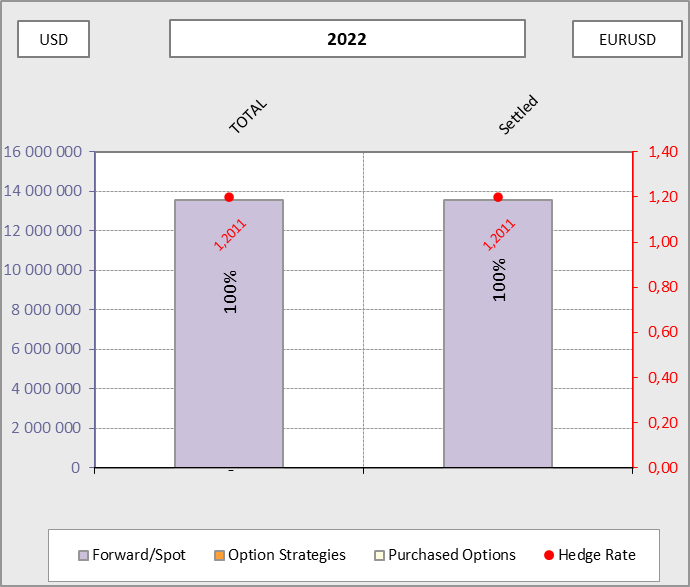 USD 2022 EURUSD
TOTAL Settled
16 000 000 1,40
14 000 000 1,20
12 000 000 1,00
10 000 000 0,80
8 000 000 0,60
6 000 000 0,40
4 000 000 0,20
2 000 000 0,00
0
1,2011 1,2011
100% 100%
-
Forward/Spot Option Strategies Purchased Options Hedge Rate